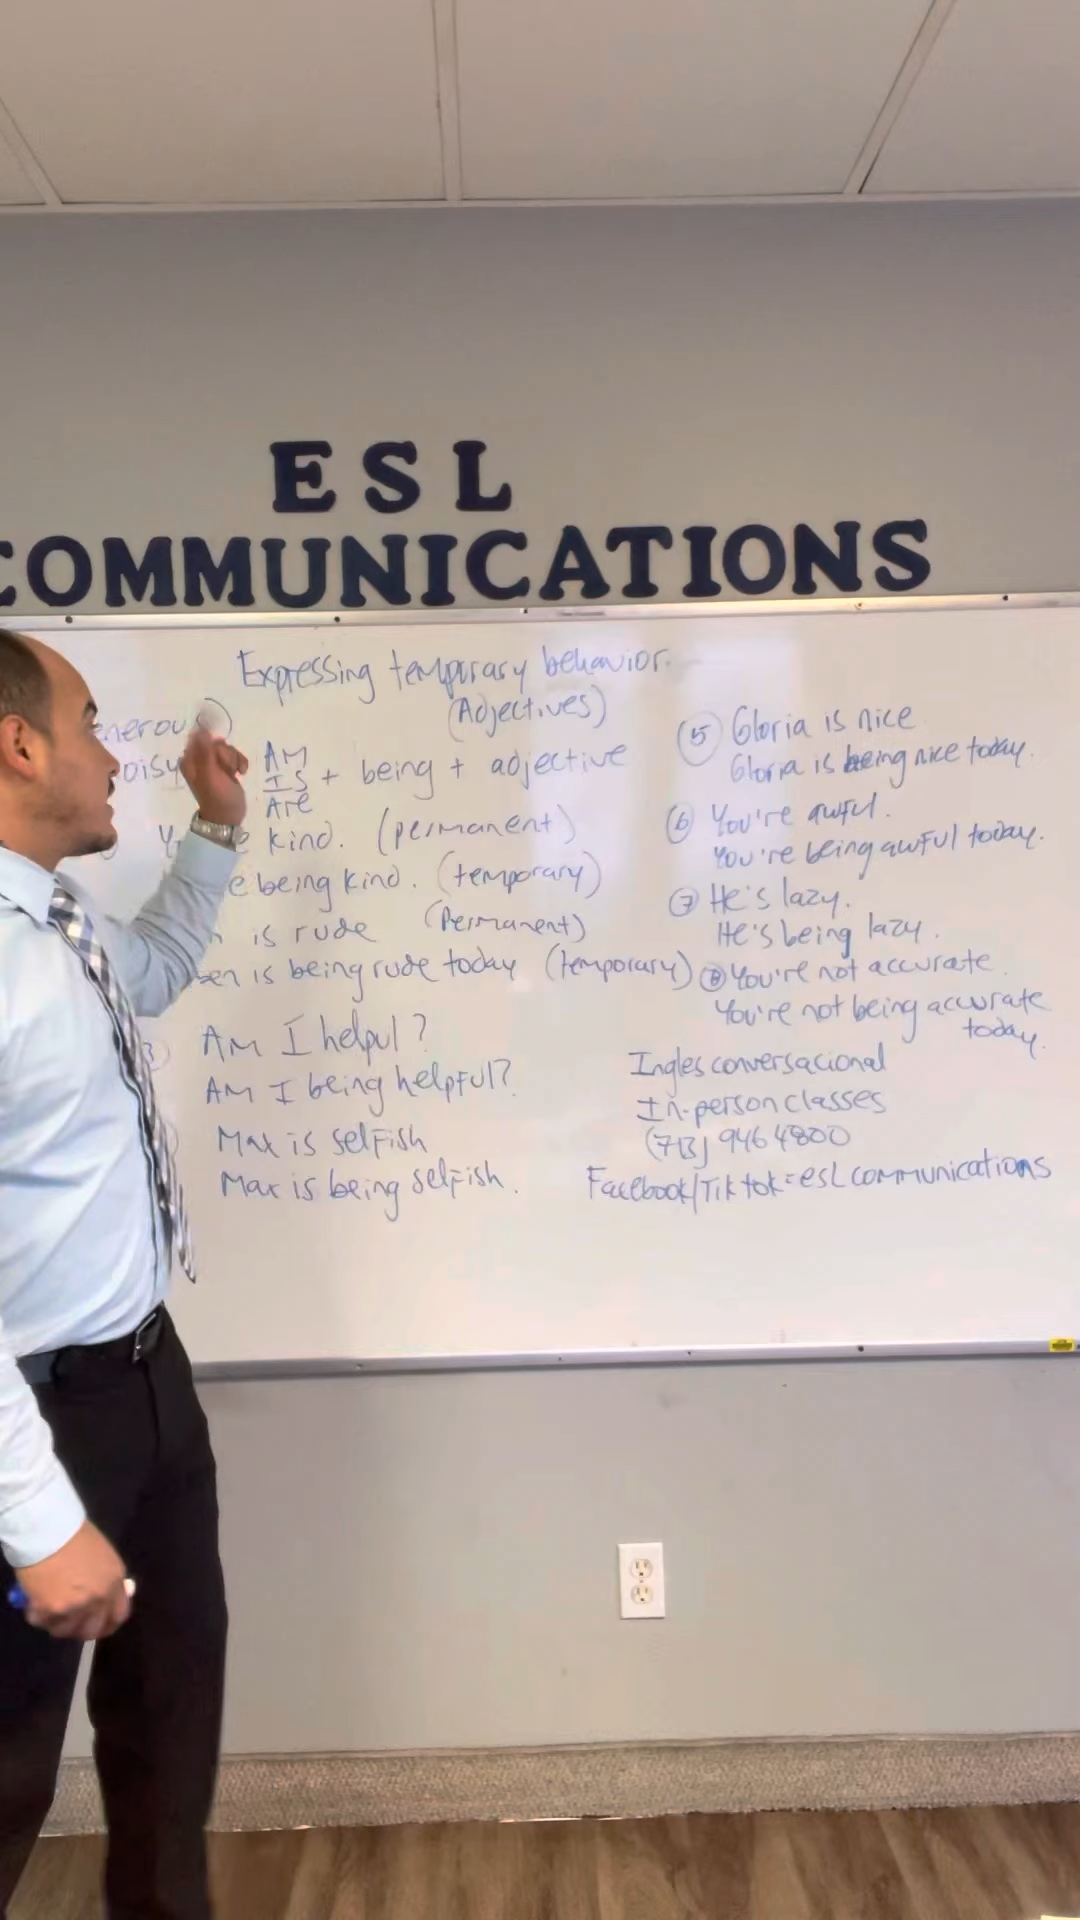 ESL
COMMUNICATIONS
Expressing temporary behavior.
(Adjectives)
AM
IS + being + adjective
Are
kind. (permanent)
being kind. (temporary)
is rude (Permanent)
is being rude today (temporary)
3 Am I helpul?
Am I being helpful?
Max is selfish
Max is being selfish.
5 Gloria is nice
Gloria is being nice today.
6 You're awful.
You're being awful today.
7 He's lazy.
He's being lazy.
8 You're not accurate
You're not being accurate
today.
Ingles conversacional
In-person classes
(713) 946 4800
Facebook/Tik tok=esl communications